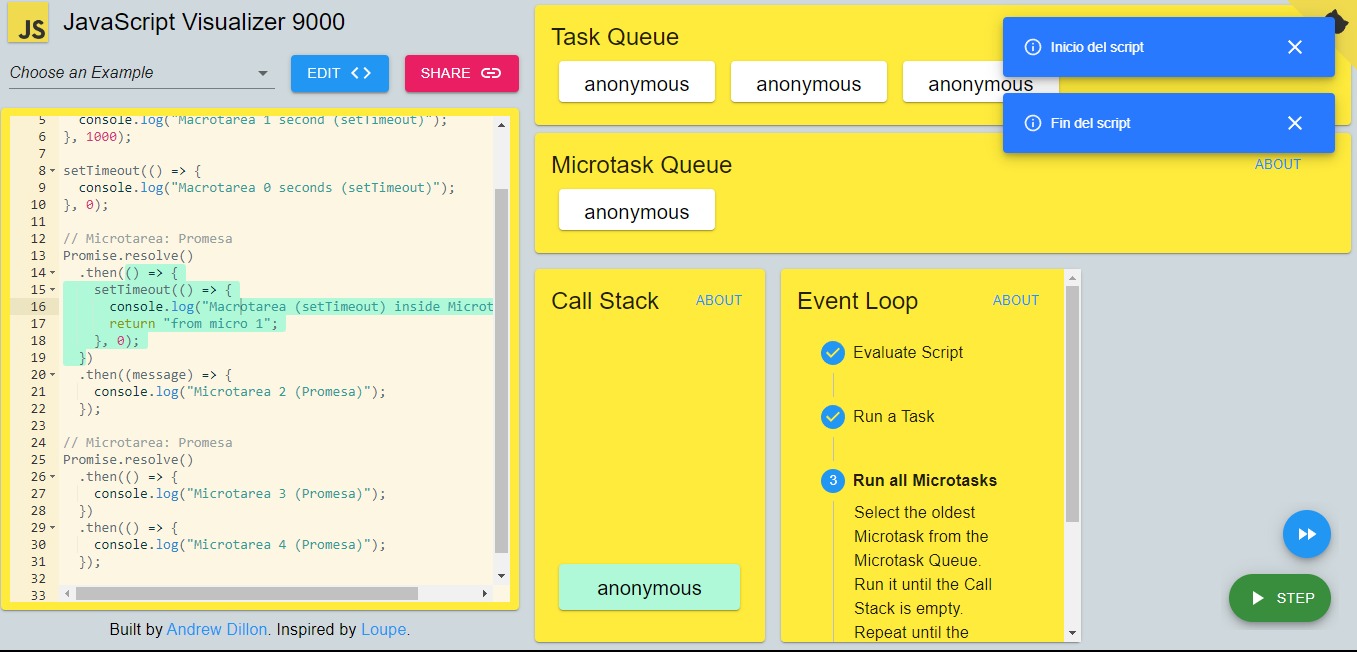 JS
JavaScript Visualizer 9000
Choose an Example
EDIT
SHARE
5 console.log("Macrotarea 1 second (setTimeout)");
6 }, 1000);
7
8 setTimeout(() => {
9 console.log("Macrotarea 0 seconds (setTimeout)");
10 }, 0);
11
12 // Microtarea: Promesa
13 Promise.resolve()
14 .then(() => {
15 setTimeout(() => {
16 console.log("Macrotarea (setTimeout) inside Microt
17 return "from micro 1";
18 }, 0);
19 })
20 .then((message) => {
21 console.log("Microtarea 2 (Promesa)");
22 });
23
24 // Microtarea: Promesa
25 Promise.resolve()
26 .then(() => {
27 console.log("Microtarea 3 (Promesa)");
28 })
29 .then(() => {
30 console.log("Microtarea 4 (Promesa)");
31 });
32
33
Built by Andrew Dillon. Inspired by Loupe.
Task Queue
anonymous anonymous anonymous
Inicio del script
Fin del script
Microtask Queue
ABOUT
anonymous
Call Stack
ABOUT
anonymous
Event Loop
ABOUT
Evaluate Script
Run a Task
3 Run all Microtasks
Select the oldest
Microtask from the
Microtask Queue.
Run it until the Call
Stack is empty.
Repeat until the
STEP